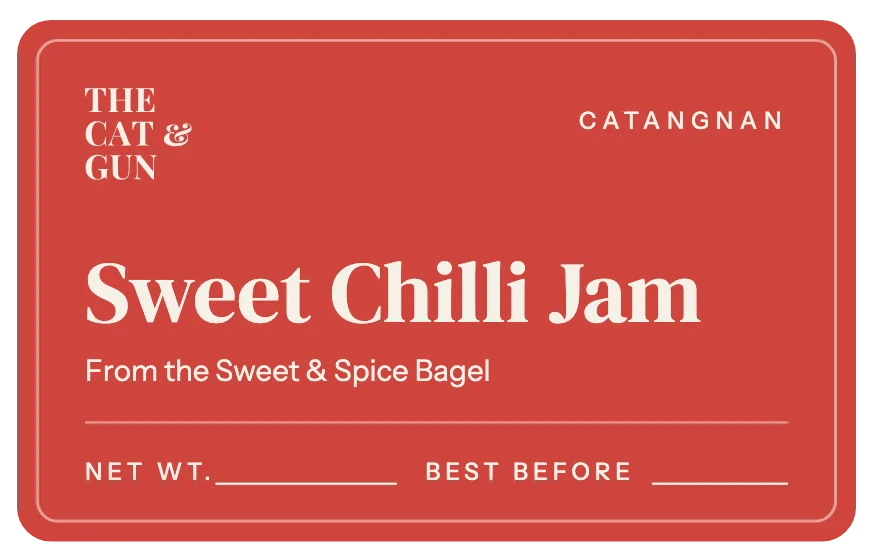 THE
CAT &
GUN
CATANGNAN
Sweet Chilli Jam
From the Sweet & Spice Bagel
NET WT. BEST BEFORE